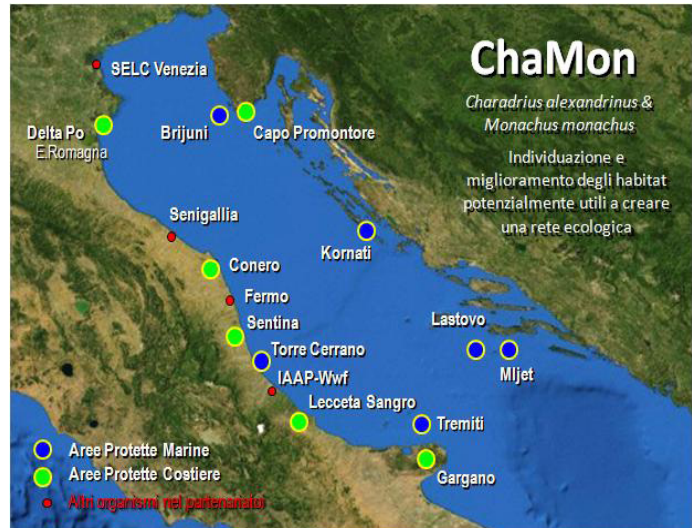 ChaMon
Charadrius alexandrinus &
Monachus monachus
Individuazione e
miglioramento degli habitat
potenzialmente utili a creare
una rete ecologica
SELC Venezia
Delta Po
E.Romagna
Brijuni
Capo Promontore
Senigallia
Kornati
Conero
Fermo
Sentina
Lastovo
Torre Cerrano
Mljet
IAAP-Wwf
Lecceta Sangro
Tremiti
Gargano
Aree Protette Marine
Aree Protette Costiere
Altri organismi nel partenariatoi